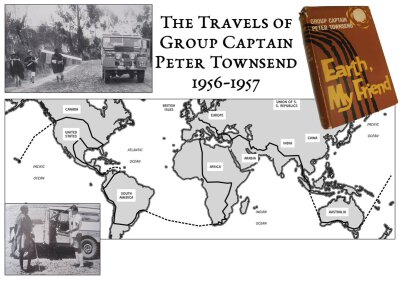 The Travels of
Group Captain
Peter Townsend
1956-1957
GROUP CAPTAIN
PETER TOWNSEND
Earth,
My Friend
CANADA
UNITED
STATES
PACIFIC
OCEAN
ATLANTIC
OCEAN
SOUTH
AMERICA
BRITISH
ISLES
EUROPE
UNION OF S.
S. REPUBLICS
CHINA
INDIA
ARABIA
AFRICA
PACIFIC
OCEAN
INDIAN
OCEAN
AUSTRALIA